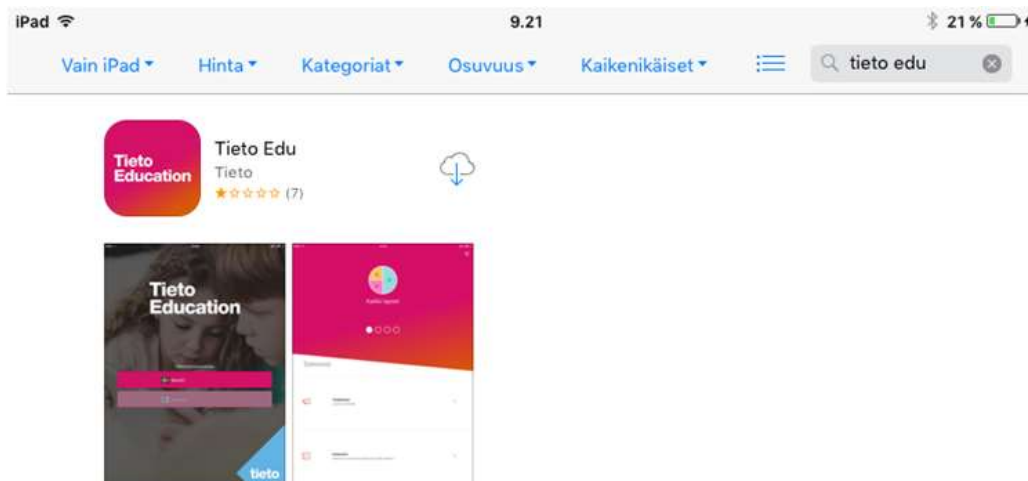 iPad 9.21 21 %
Vain iPad Hinta Kategoriat Osuvuus Kaikenikäiset tieto edu
Tieto
Education
Tieto Edu
Tieto
(7)
Tieto
Education
tieto